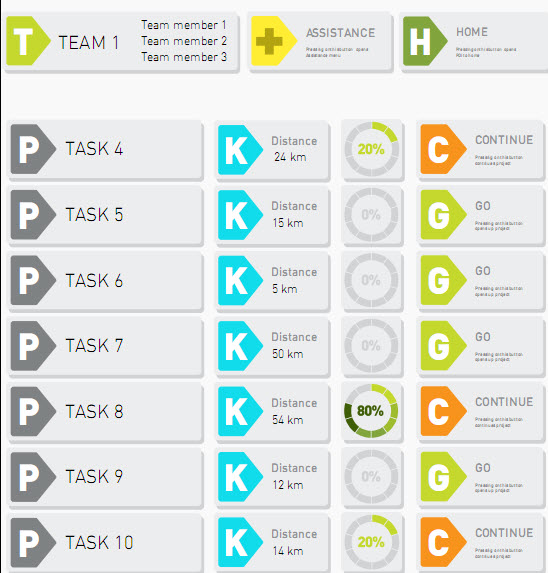 T TEAM 1
Team member 1
Team member 2
Team member 3
ASSISTANCE
Pressing on this button opens
Assistance menu
H HOME
Pressing on this button opens
P TASK 4
K Distance
24 km
20%
C CONTINUE
Pressing on this button
continues project
P TASK 5
K Distance
15 km
0%
G GO
Pressing on this button
opens up project
P TASK 6
K Distance
5 km
0%
G GO
Pressing on this button
opens up project
P TASK 7
K Distance
50 km
0%
G GO
Pressing on this button
opens up project
P TASK 8
K Distance
54 km
80%
C CONTINUE
Pressing on this button
continues project
P TASK 9
K Distance
12 km
0%
G GO
Pressing on this button
opens up project
P TASK 10
K Distance
14 km
20%
C CONTINUE
Pressing on this button
continues project